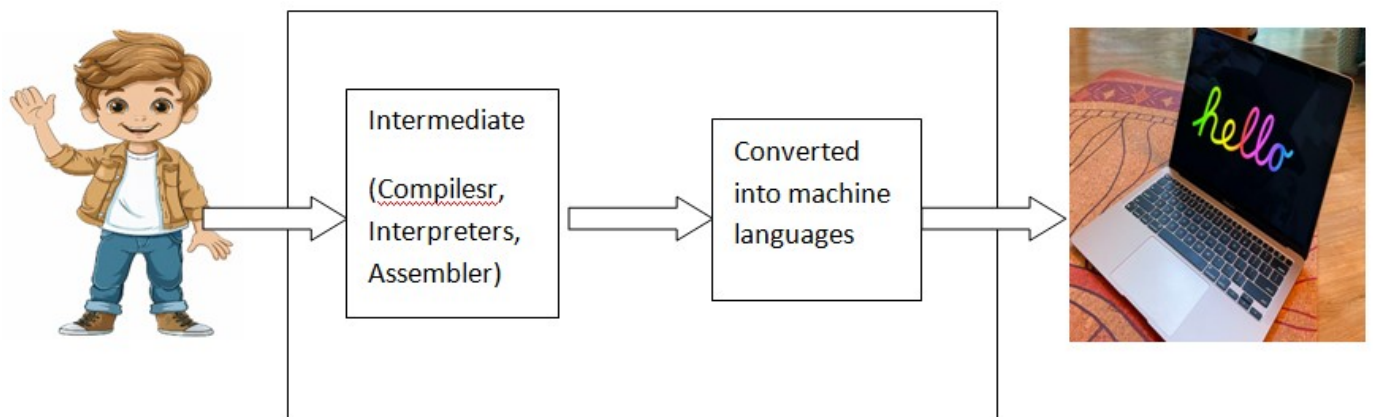 Intermediate
(Compilesr,
Interpreters,
Assembler)
Converted
into machine
languages
hello